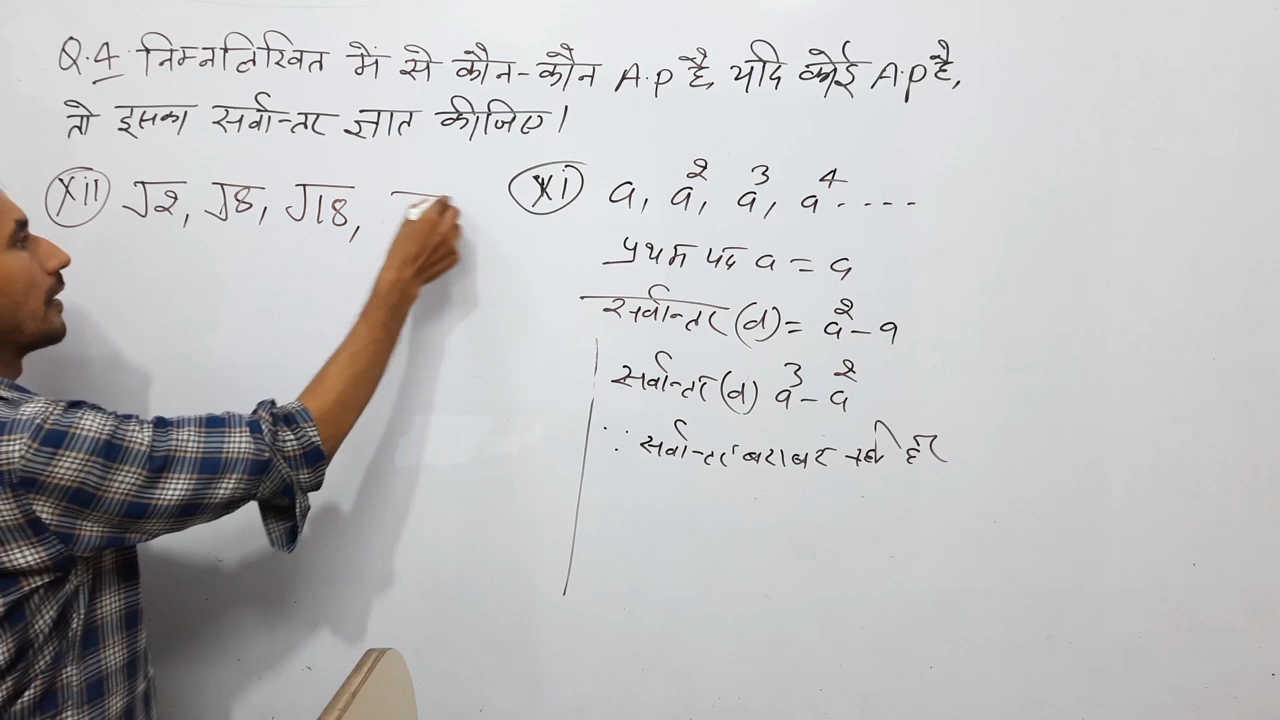 Q.4 निम्नलिखित में से कौन-कौन A.P है, यदि कोई A.P है,
तो इसका सर्वान्तर ज्ञात कीजिए।
(XII) √2, √8, √18,
(XI) a, a², a³, a⁴....
प्रथम पद a = a
सर्वान्तर (d) = a² - a
सर्वान्तर (d) a³ - a²
∵ सर्वान्तर बराबर नहीं है